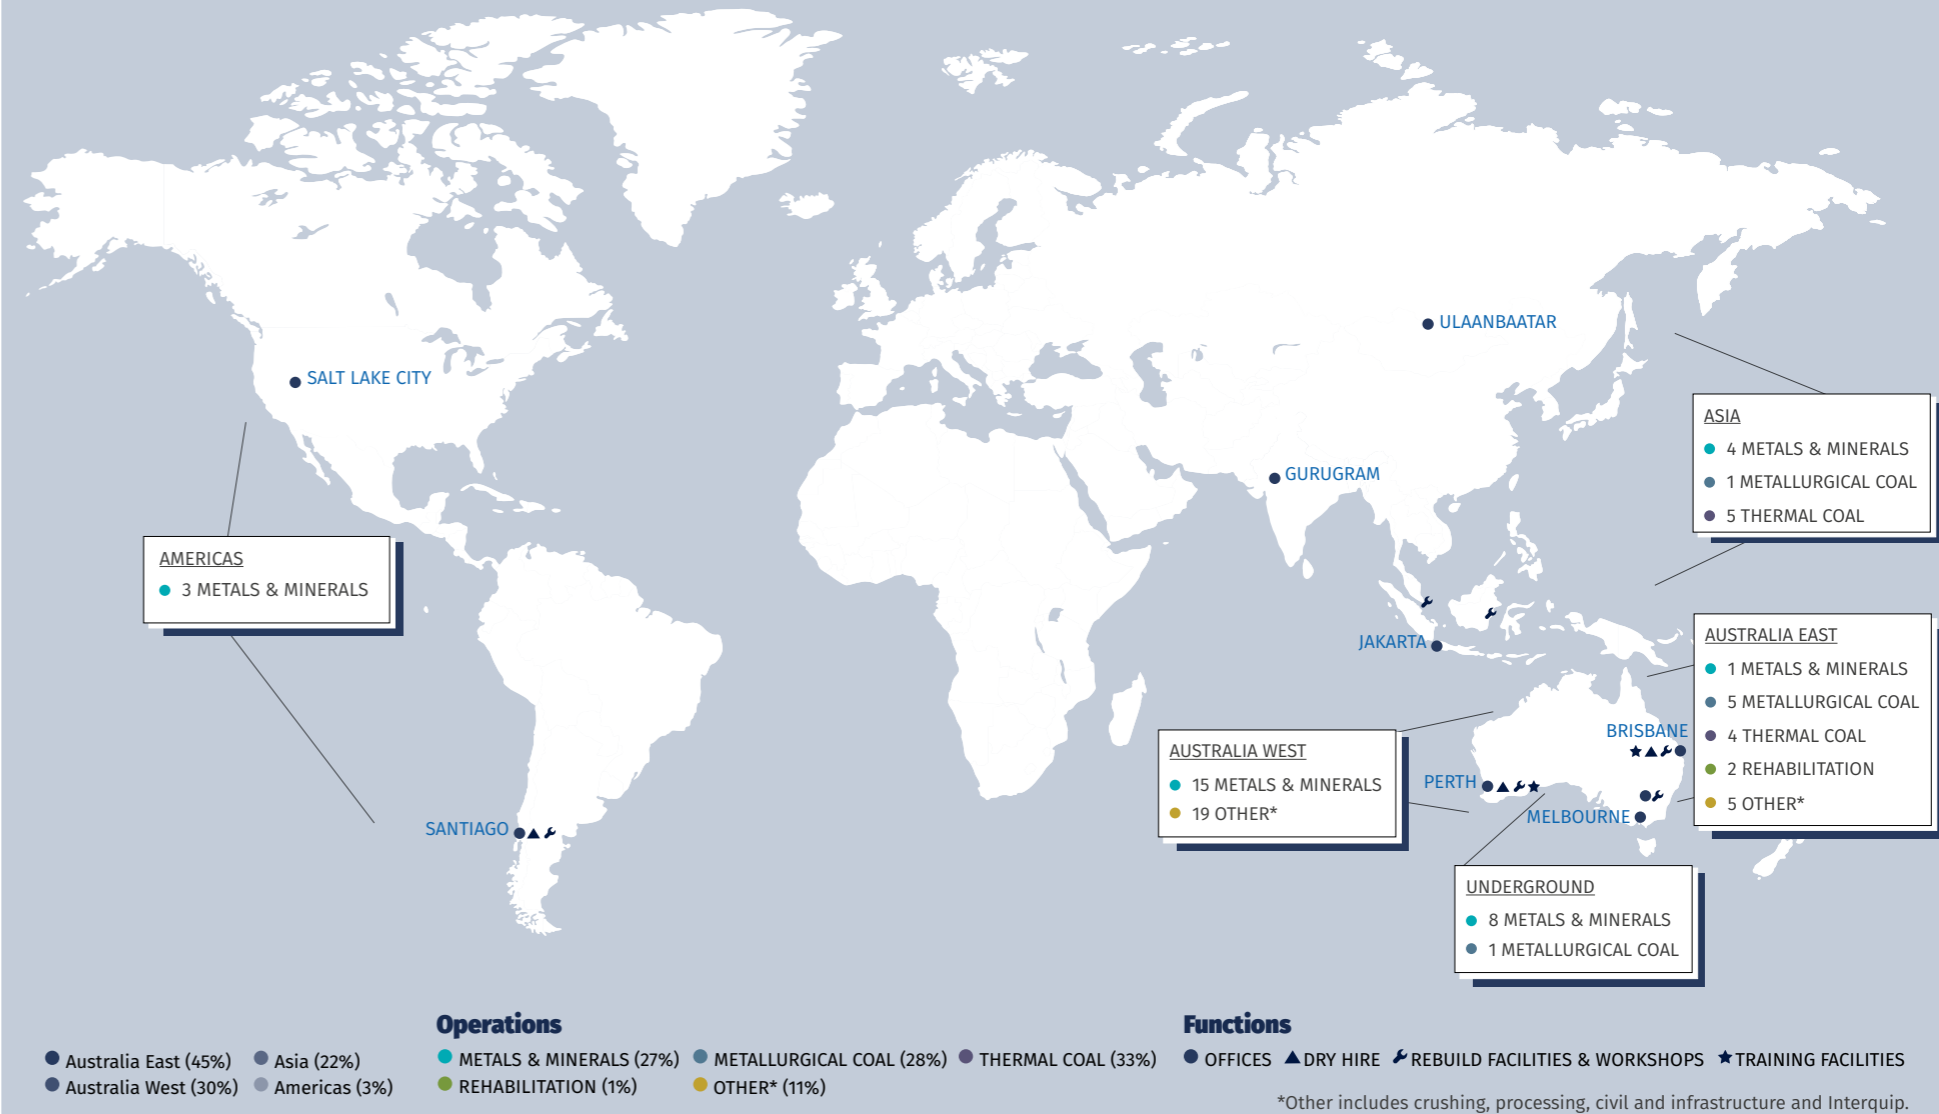 ULAANBAATAR
SALT LAKE CITY
GURUGRAM
ASIA
4 METALS & MINERALS
1 METALLURGICAL COAL
5 THERMAL COAL
AMERICAS
3 METALS & MINERALS
JAKARTA
AUSTRALIA EAST
1 METALS & MINERALS
5 METALLURGICAL COAL
4 THERMAL COAL
2 REHABILITATION
5 OTHER*
BRISBANE
AUSTRALIA WEST
15 METALS & MINERALS
19 OTHER*
PERTH
MELBOURNE
SANTIAGO
UNDERGROUND
8 METALS & MINERALS
1 METALLURGICAL COAL
Australia East (45%)
Asia (22%)
Australia West (30%)
Americas (3%)
Operations
METALS & MINERALS (27%)
METALLURGICAL COAL (28%)
THERMAL COAL (33%)
REHABILITATION (1%)
OTHER* (11%)
Functions
OFFICES
DRY HIRE
REBUILD FACILITIES & WORKSHOPS
TRAINING FACILITIES
*Other includes crushing, processing, civil and infrastructure and Interquip.